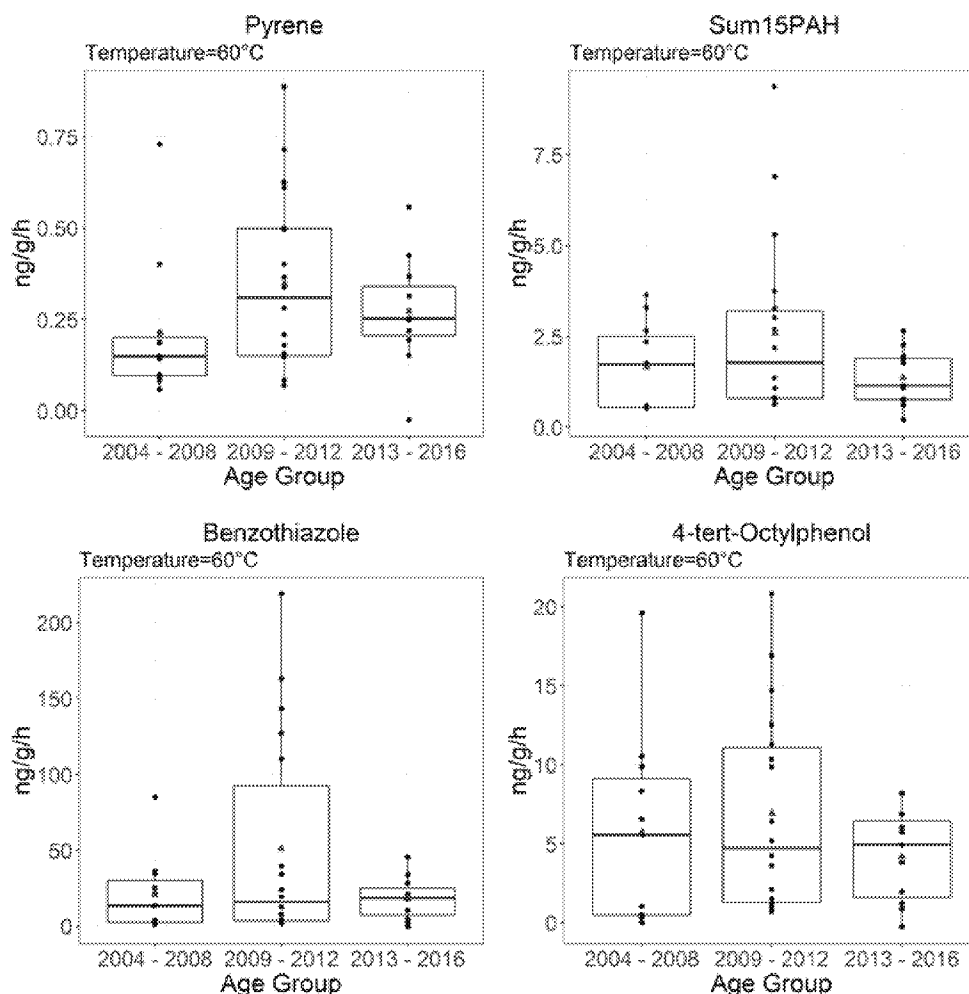 Pyrene
Temperature=60°C
ng/g/h
0.75
0.50
0.25
0.00
2004 - 2008 2009 - 2012 2013 - 2016
Age Group
Sum15PAH
Temperature=60°C
ng/g/h
7.5
5.0
2.5
0.0
2004 - 2008 2009 - 2012 2013 - 2016
Age Group
Benzothiazole
Temperature=60°C
ng/g/h
200
150
100
50
0
2004 - 2008 2009 - 2012 2013 - 2016
Age Group
4-tert-Octylphenol
Temperature=60°C
ng/g/h
20
15
10
5
0
2004 - 2008 2009 - 2012 2013 - 2016
Age Group